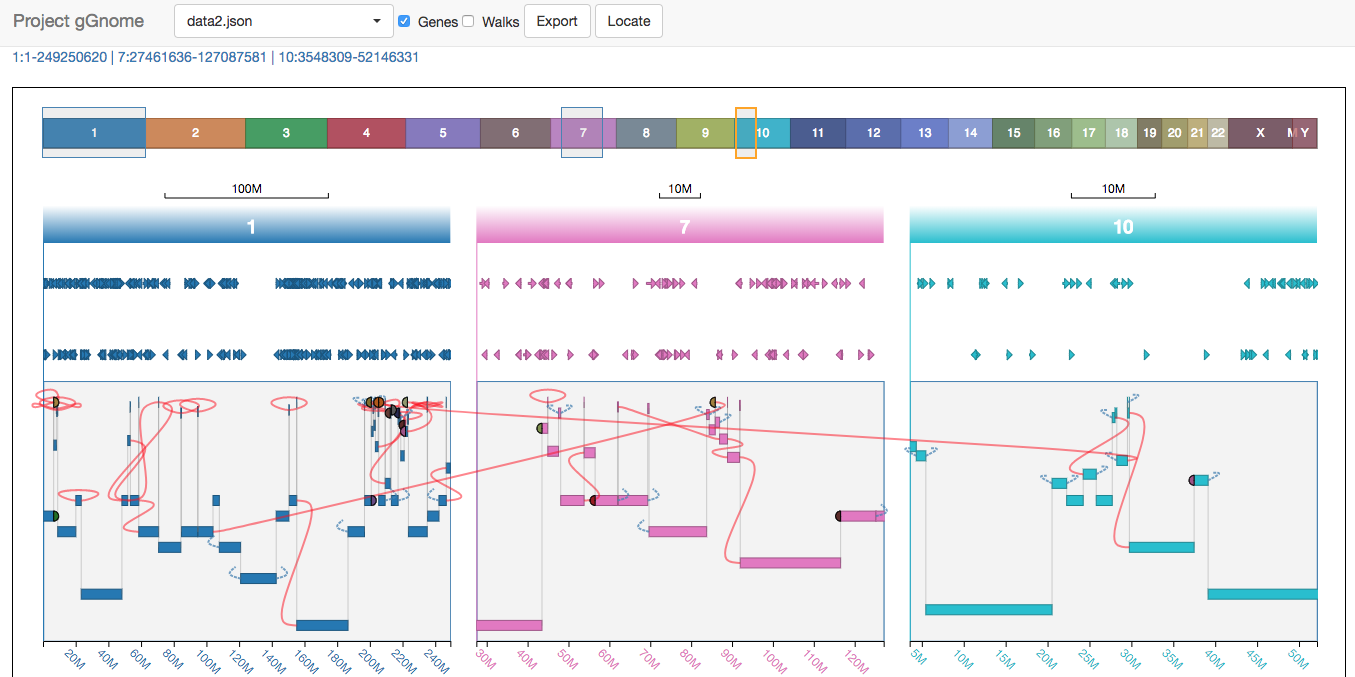 Project gGnome data2.json Genes Walks Export Locate
1:1-249250620 | 7:27461636-127087581 | 10:3548309-52146331
1 2 3 4 5 6 7 8 9 10 11 12 13 14 15 16 17 18 19 20 21 22 X M Y
100M 10M 10M
1 7 10
20M 40M 60M 80M 100M 120M 140M 160M 180M 200M 220M 240M 30M 40M 50M 60M 70M 80M 90M 100M 110M 120M 5M 10M 15M 20M 25M 30M 35M 40M 45M 50M